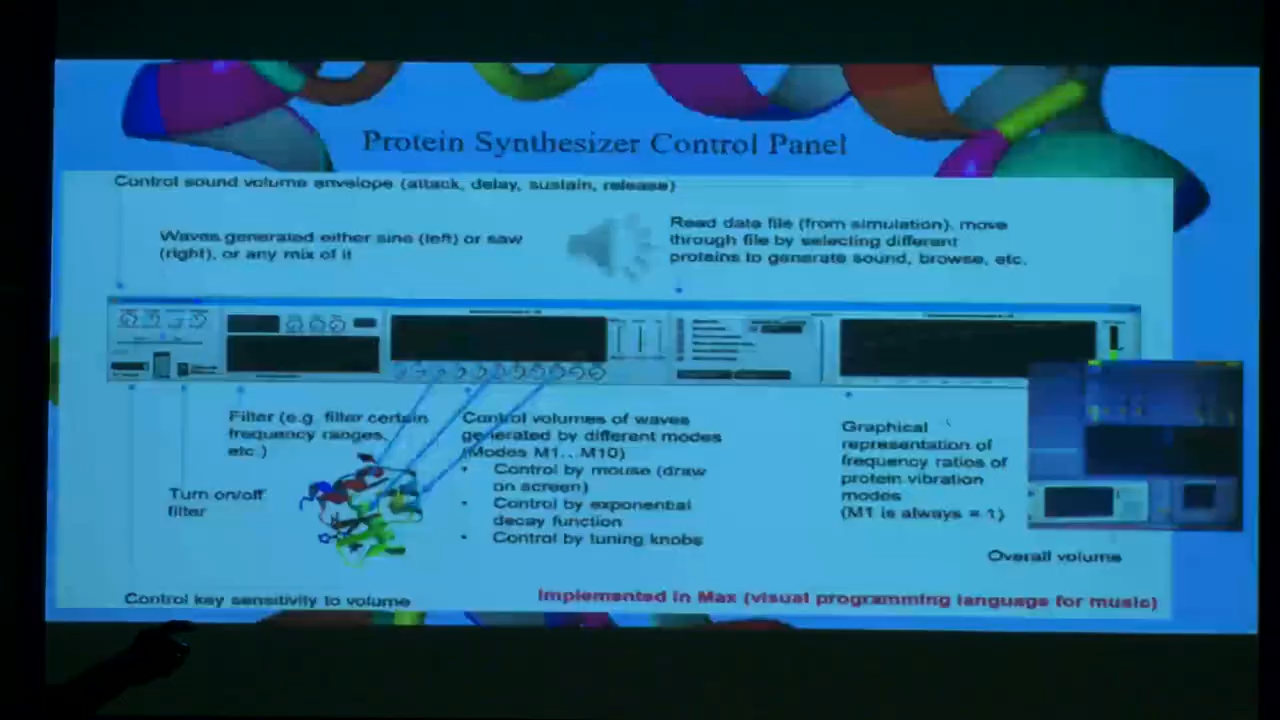 Protein Synthesizer Control Panel
Control sound volume envelope (attack, delay, sustain, release)
Waves generated either sine (left) or saw
(right), or any mix of it
Read data file (from simulation), move
through file by selecting different
proteins to generate sound, browse, etc.
Filter (e.g. filter certain
frequency ranges,
etc.)
Turn on/off
filter
Control volumes of waves
generated by different modes
(Modes M1...M10)
• Control by mouse (draw
on screen)
• Control by exponential
decay function
• Control by tuning knobs
Graphical
representation of
frequency ratios of
protein vibration
modes
(M1 is always = 1)
Overall volume
Control key sensitivity to volume
Implemented in Max (visual programming language for music)